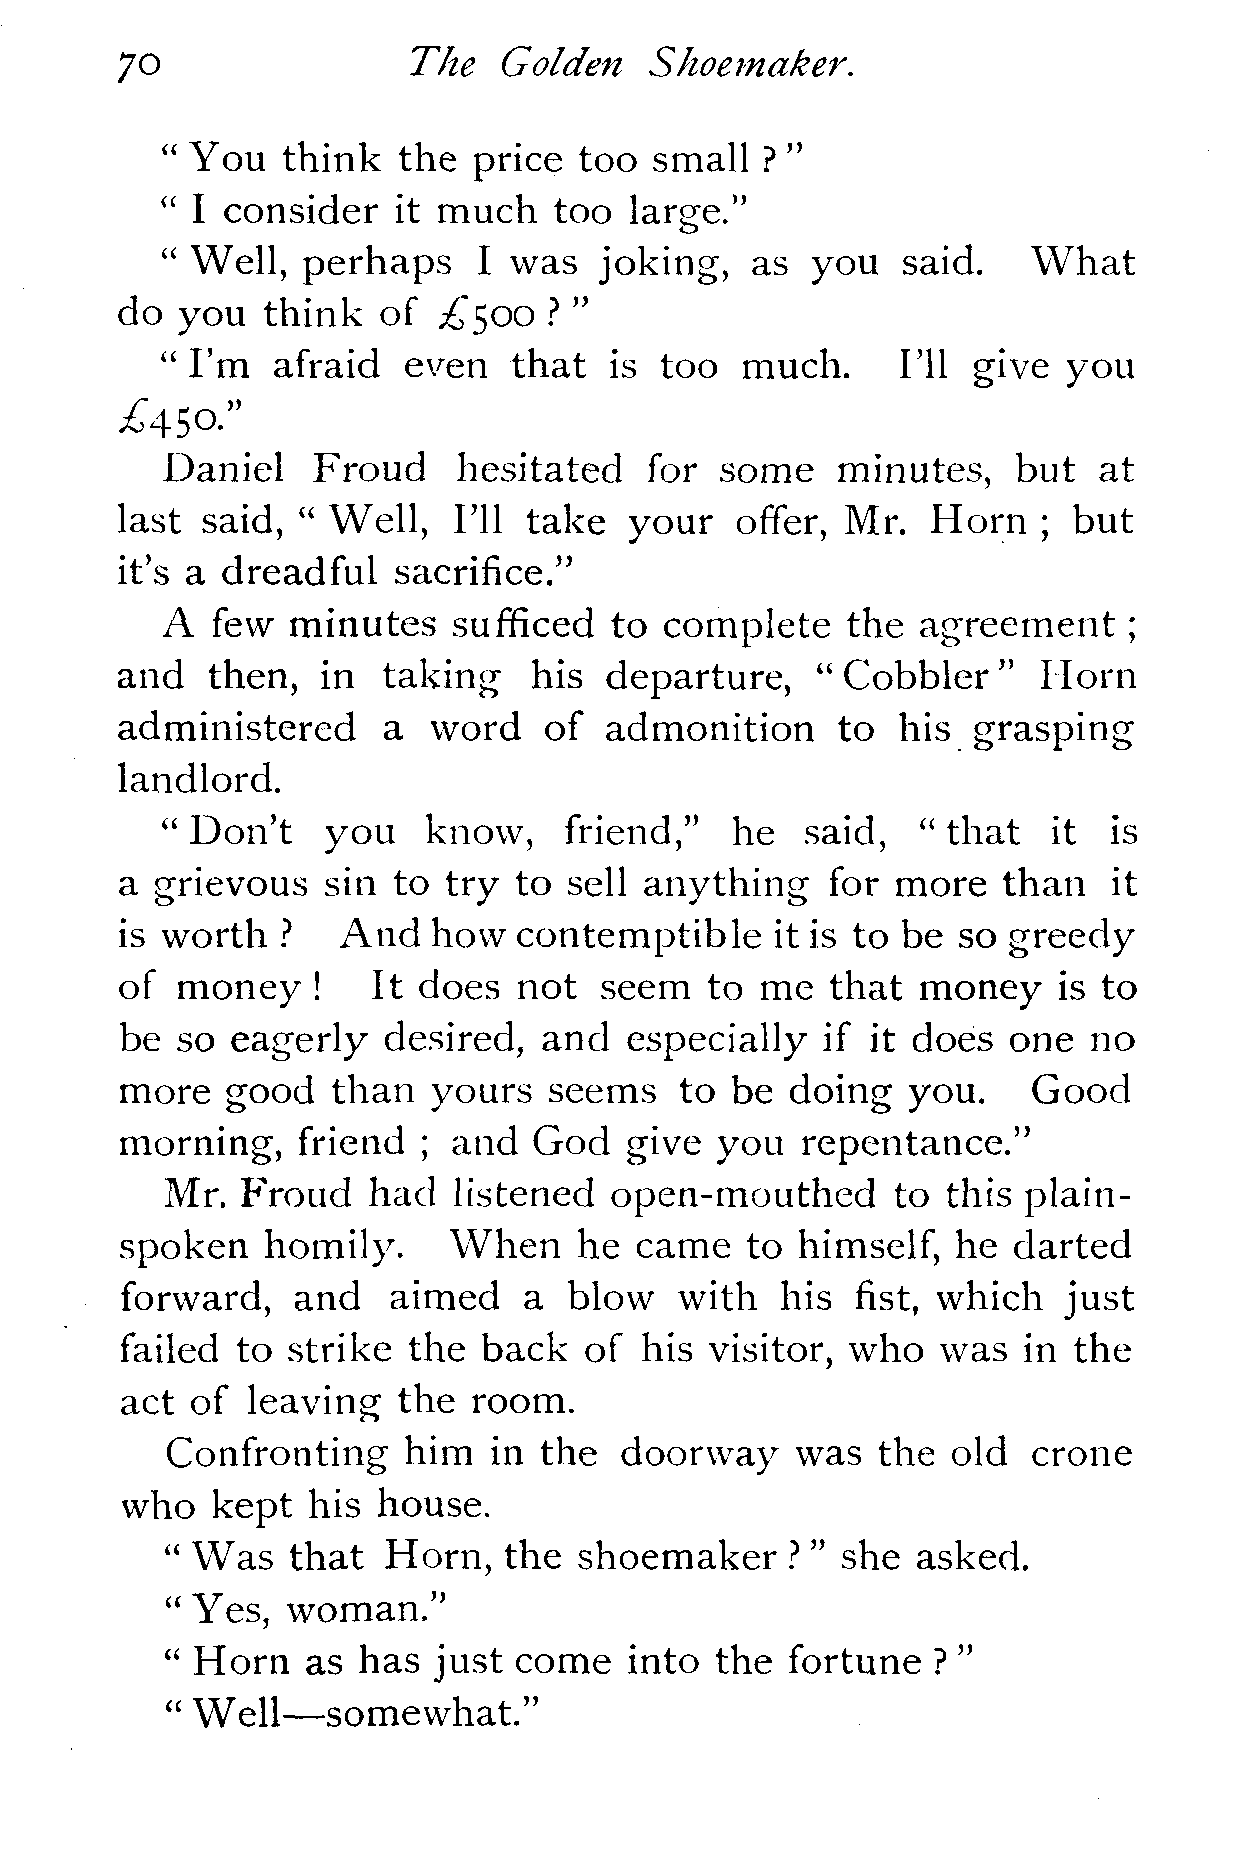 70 The Golden Shoemaker.
“ You think the price too small ? ”
“ I consider it much too large.”
“ Well, perhaps I was joking, as you said. What
do you think of £500 ? ”
“ I’m afraid even that is too much. I’ll give you
£450.”
Daniel Froud hesitated for some minutes, but at
last said, “ Well, I’ll take your offer, Mr. Horn ; but
it’s a dreadful sacrifice.”
A few minutes sufficed to complete the agreement ;
and then, in taking his departure, “ Cobbler ” Horn
administered a word of admonition to his grasping
landlord.
“ Don’t you know, friend,” he said, “ that it is
a grievous sin to try to sell anything for more than it
is worth ? And how contemptible it is to be so greedy
of money ! It does not seem to me that money is to
be so eagerly desired, and especially if it does one no
more good than yours seems to be doing you. Good
morning, friend ; and God give you repentance.”
Mr. Froud had listened open-mouthed to this plain-
spoken homily. When he came to himself, he darted
forward, and aimed a blow with his fist, which just
failed to strike the back of his visitor, who was in the
act of leaving the room.
Confronting him in the doorway was the old crone
who kept his house.
“ Was that Horn, the shoemaker ? ” she asked.
“ Yes, woman.”
“ Horn as has just come into the fortune ? ”
“ Well—somewhat.”